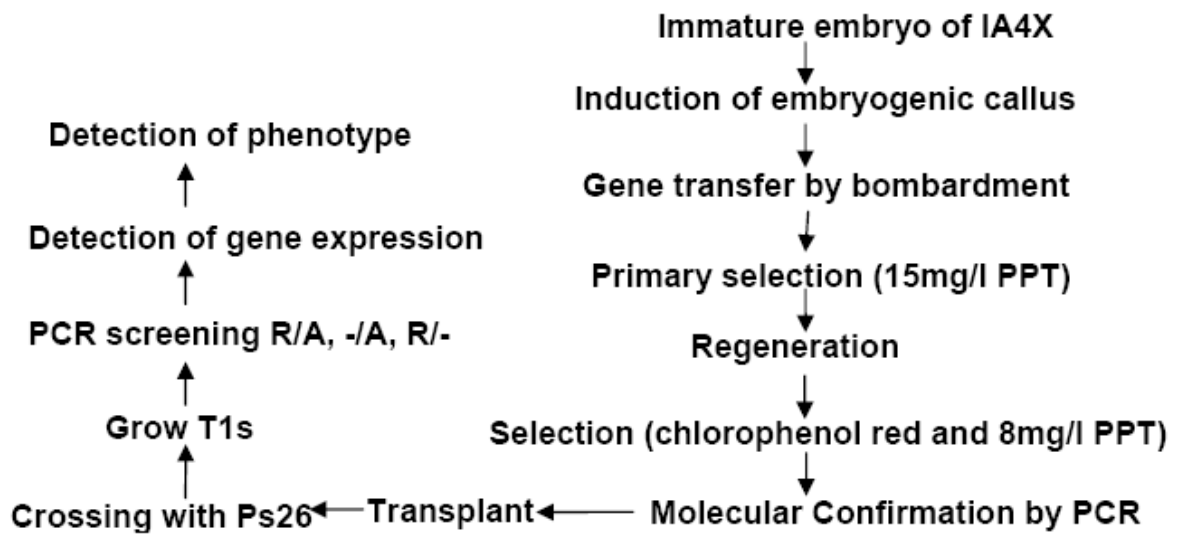 Immature embryo of IA4X
Induction of embryogenic callus
Gene transfer by bombardment
Primary selection (15mg/l PPT)
Regeneration
Selection (chlorophenol red and 8mg/l PPT)
Molecular Confirmation by PCR
Transplant
Crossing with Ps26
Grow T1s
PCR screening R/A, -/A, R/-
Detection of gene expression
Detection of phenotype